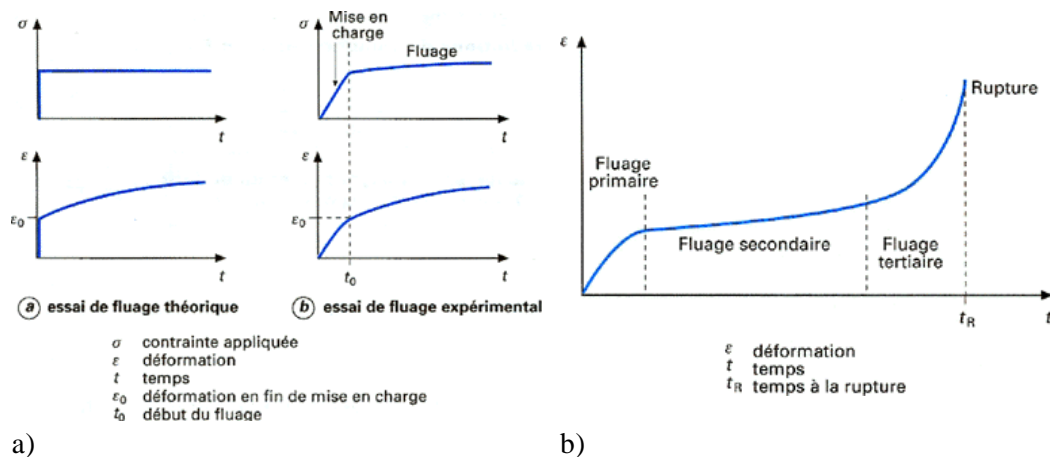 σ
Mise en
charge
Fluage
t
σ
t
ε
ε₀
t
ε
ε₀
t₀
t
ⓐ essai de fluage théorique
ⓑ essai de fluage expérimental
σ contrainte appliquée
ε déformation
t temps
ε₀ déformation en fin de mise en charge
t₀ début du fluage
a)
ε
Rupture
Fluage
primaire
Fluage secondaire
Fluage
tertiaire
t_R
t
ε déformation
t temps
t_R temps à la rupture
b)